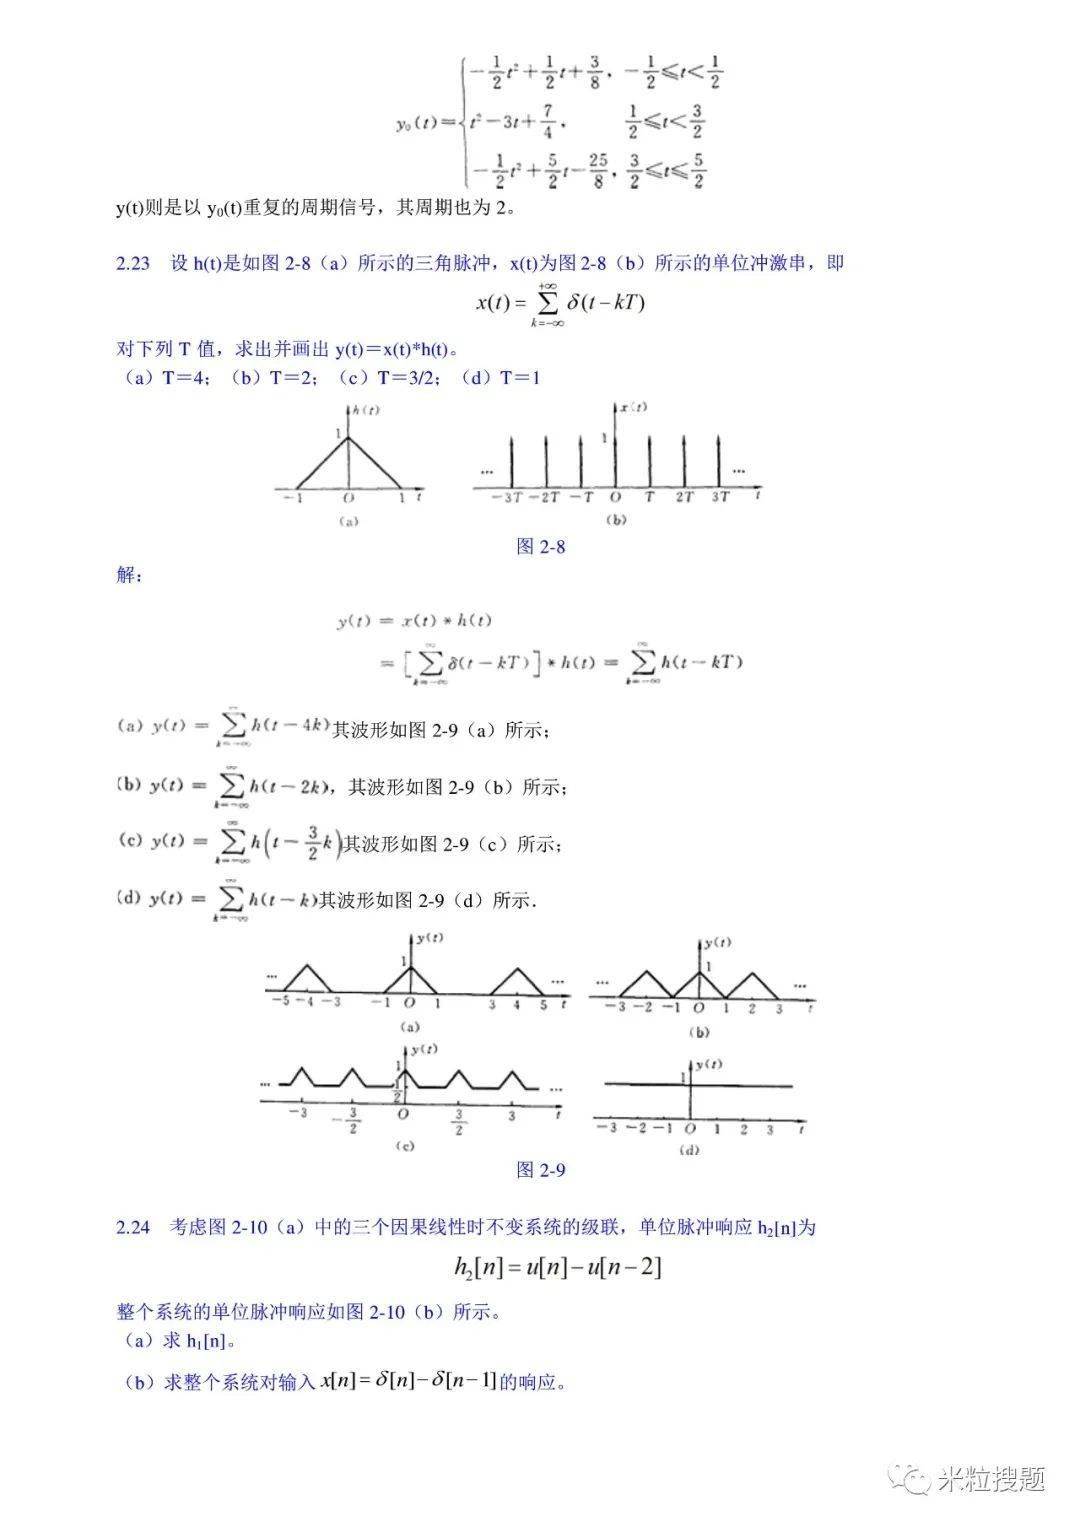 y₀(t)={ -1/2 t²+1/2 t+3/8, -1/2≤t<1/2
t²-3t+7/4, 1/2≤t<3/2
-1/2 t²+5/2 t-25/8, 3/2≤t≤5/2
y(t)则是以 y₀(t)重复的周期信号，其周期也为 2。
2.23 设 h(t)是如图 2-8（a）所示的三角脉冲，x(t)为图 2-8（b）所示的单位冲激串，即
x(t) = ∑_{k=-∞}^{+∞} δ(t-kT)
对下列 T 值，求出并画出 y(t)＝x(t)*h(t)。
（a）T＝4；（b）T＝2；（c）T＝3/2；（d）T＝1
h(t) 1 -1 O 1 t
(a)
x(t) 1 ... -3T -2T -T O T 2T 3T ... t
(b)
图 2-8
解：
y(t) = x(t) * h(t)
= [∑_{k=-∞}^{∞} δ(t-kT)] * h(t) = ∑_{k=-∞}^{∞} h(t-kT)
(a) y(t) = ∑_{k=-∞}^{∞} h(t-4k)其波形如图 2-9（a）所示；
(b) y(t) = ∑_{k=-∞}^{∞} h(t-2k)，其波形如图 2-9（b）所示；
(c) y(t) = ∑_{k=-∞}^{∞} h(t-3/2 k)其波形如图 2-9（c）所示；
(d) y(t) = ∑_{k=-∞}^{∞} h(t-k)其波形如图 2-9（d）所示.
y(t) 1 ... -5 -4 -3 -1 O 1 3 4 5 ... t
(a)
y(t) 1 ... -3 -2 -1 O 1 2 3 ... t
(b)
y(t) 1 1/2 ... -3 -3/2 O 3/2 3 ... t
(c)
y(t) 1 -3 -2 -1 O 1 2 3 t
(d)
图 2-9
2.24 考虑图 2-10（a）中的三个因果线性时不变系统的级联，单位脉冲响应 h₂[n]为
h₂[n] = u[n] - u[n-2]
整个系统的单位脉冲响应如图 2-10（b）所示。
（a）求 h₁[n]。
（b）求整个系统对输入 x[n] = δ[n] - δ[n-1]的响应。
米粒搜题